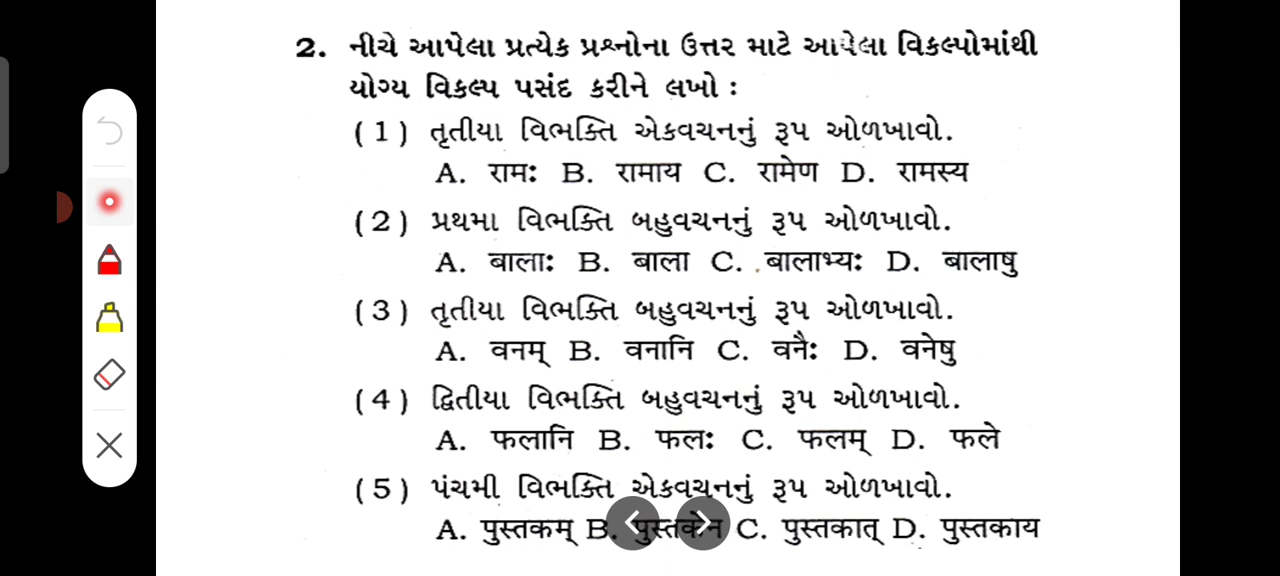 2. નીચે આપેલા પ્રત્યેક પ્રશ્નોના ઉત્તર માટે આપેલા વિકલ્પોમાંથી
યોગ્ય વિકલ્પ પસંદ કરીને લખો :
(1) તૃતીયા વિભક્તિ એકવચનનું રૂપ ઓળખાવો.
A. रामः B. रामाय C. रामेण D. रामस्य
(2) પ્રથમા વિભક્તિ બહુવચનનું રૂપ ઓળખાવો.
A. बालाः B. बाला C. बालाभ्यः D. बालाषु
(3) તૃતીયા વિભક્તિ બહુવચનનું રૂપ ઓળખાવો.
A. वनम् B. वनानि C. वनैः D. वनेषु
(4) દ્વિતીયા વિભક્તિ બહુવચનનું રૂપ ઓળખાવો.
A. फलानि B. फलः C. फलम् D. फले
(5) પંચમી વિભક્તિ એકવચનનું રૂપ ઓળખાવો.
A. पुस्तकम् B. पुस्तकेन C. पुस्तकात् D. पुस्तकाय